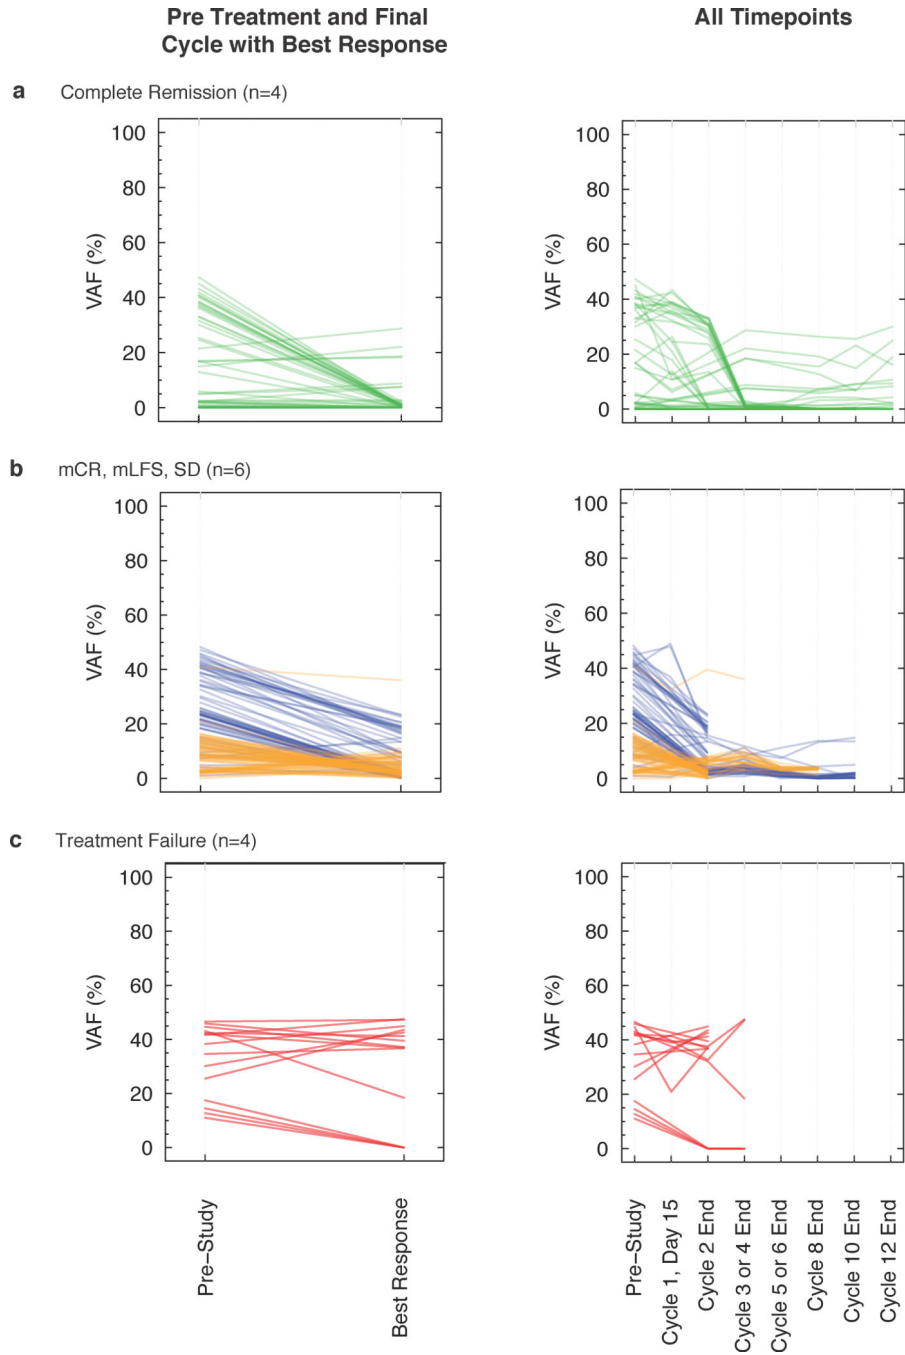 Pre Treatment and Final
Cycle with Best Response
All Timepoints
a Complete Remission (n=4)
100
80
60
40
20
0
VAF (%)
100
80
60
40
20
0
VAF (%)
b mCR, mLFS, SD (n=6)
100
80
60
40
20
0
VAF (%)
100
80
60
40
20
0
VAF (%)
c Treatment Failure (n=4)
100
80
60
40
20
0
VAF (%)
100
80
60
40
20
0
VAF (%)
Pre−Study
Best Response
Pre−Study
Cycle 1, Day 15
Cycle 2 End
Cycle 3 or 4 End
Cycle 5 or 6 End
Cycle 8 End
Cycle 10 End
Cycle 12 End